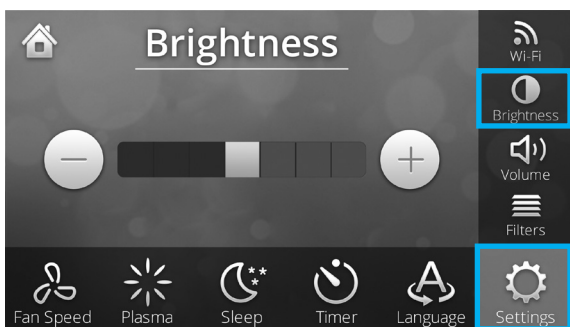 Brightness
Wi-Fi
Brightness
Volume
Filters
Fan Speed
Plasma
Sleep
Timer
Language
Settings